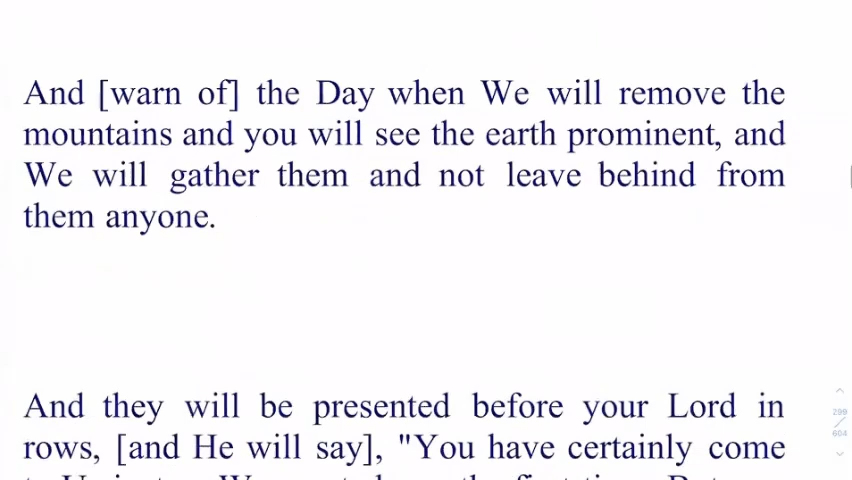 And [warn of] the Day when We will remove the
mountains and you will see the earth prominent, and
We will gather them and not leave behind from
them anyone.
And they will be presented before your Lord in
rows, [and He will say], "You have certainly come
290
604